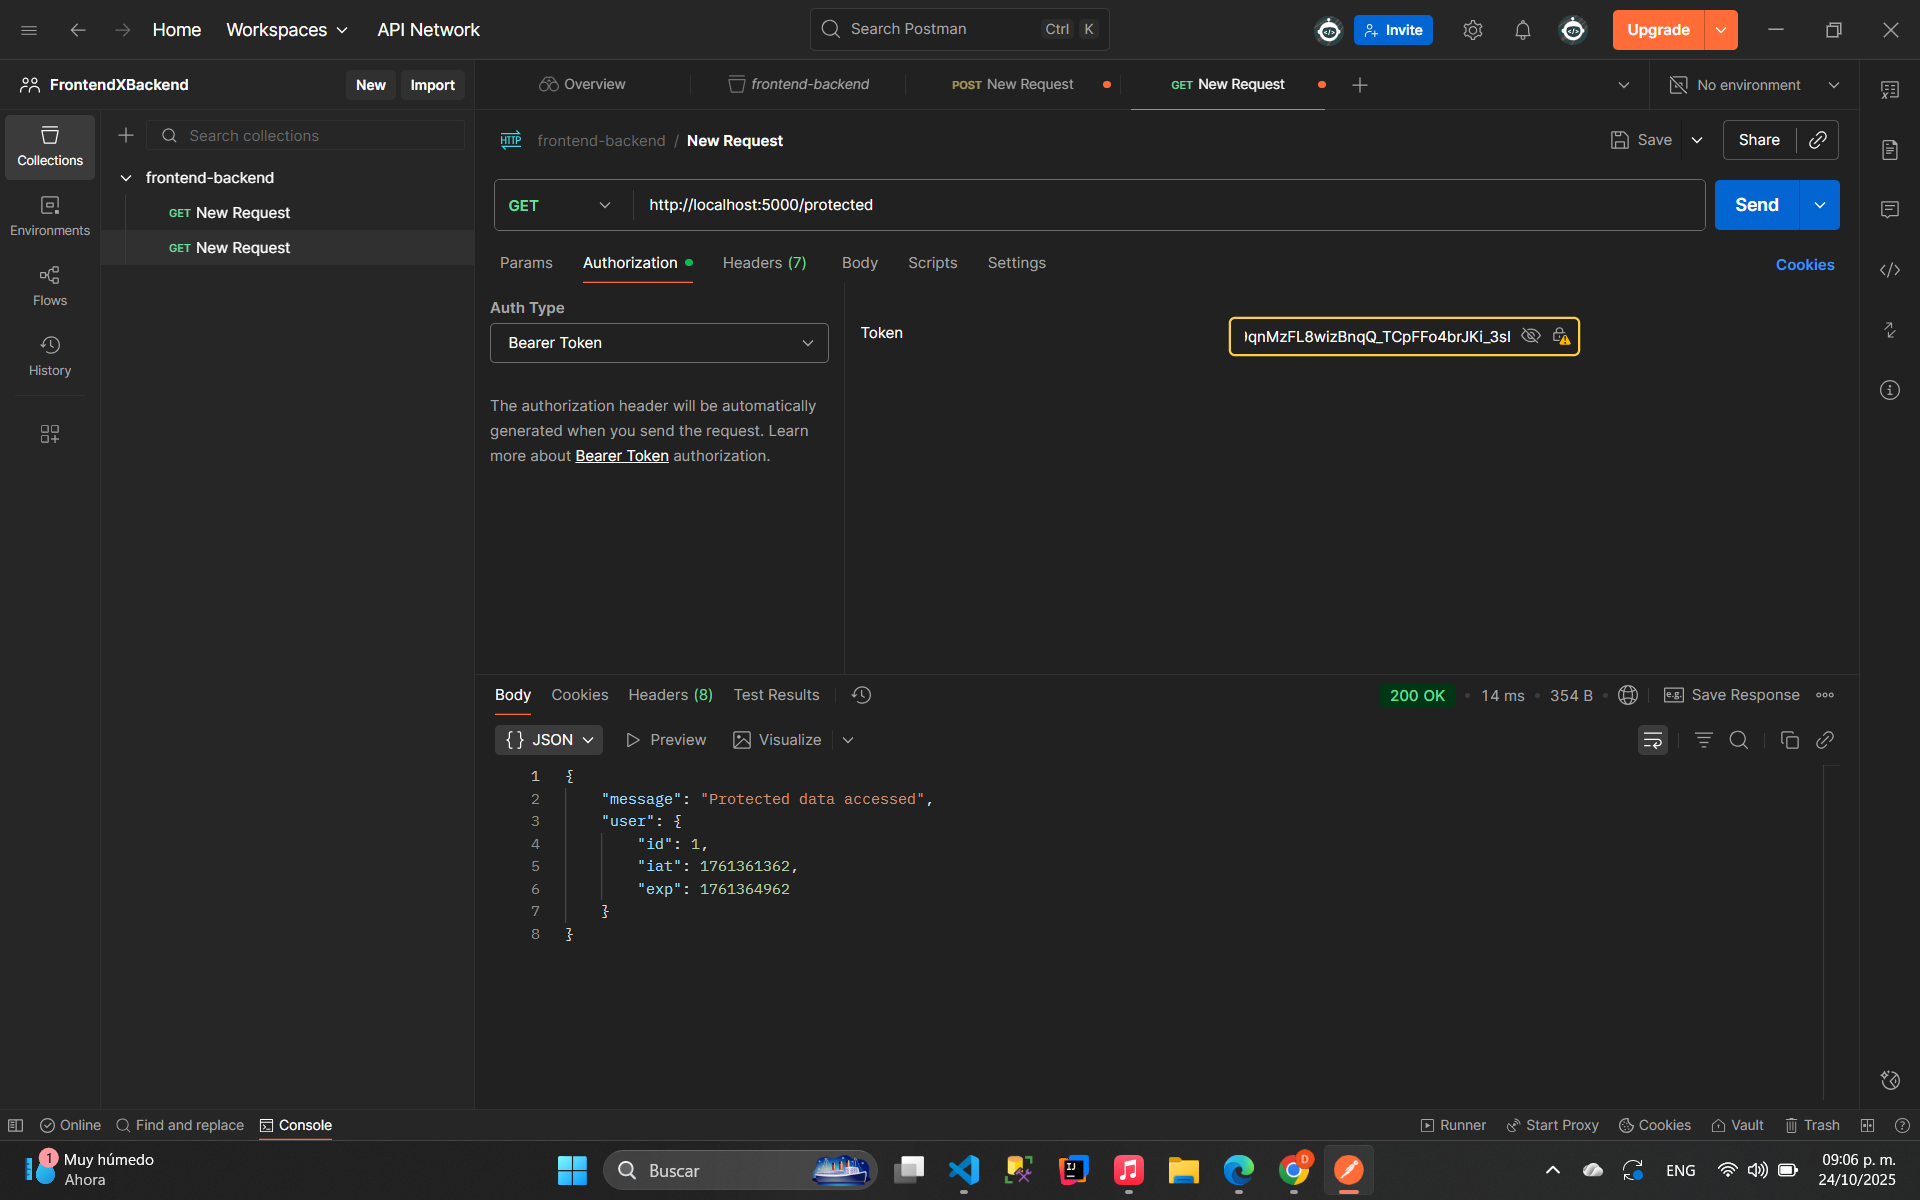 Home Workspaces API Network
Search Postman Ctrl K
Invite
Upgrade
FrontendXBackend New Import
Overview
frontend-backend
POST New Request
GET New Request
No environment
Collections
Environments
Flows
History
Search collections
frontend-backend
GET New Request
GET New Request
HTTP frontend-backend / New Request
Save Share
GET http://localhost:5000/protected
Send
Params Authorization Headers (7) Body Scripts Settings
Cookies
Auth Type
Bearer Token
The authorization header will be automatically
generated when you send the request. Learn
more about Bearer Token authorization.
Token
qnMzFL8wizBnqQ_TCpFFo4brJKi_3sI
Body Cookies Headers (8) Test Results
200 OK • 14 ms • 354 B • e.g. Save Response
{} JSON Preview Visualize
1 {
2 "message": "Protected data accessed",
3 "user": {
4 "id": 1,
5 "iat": 1761361362,
6 "exp": 1761364962
7 }
8 }
Online Find and replace Console
Runner Start Proxy Cookies Vault Trash
1 Muy húmedo
Ahora
Buscar
IJ
D
ENG
09:06 p. m.
24/10/2025